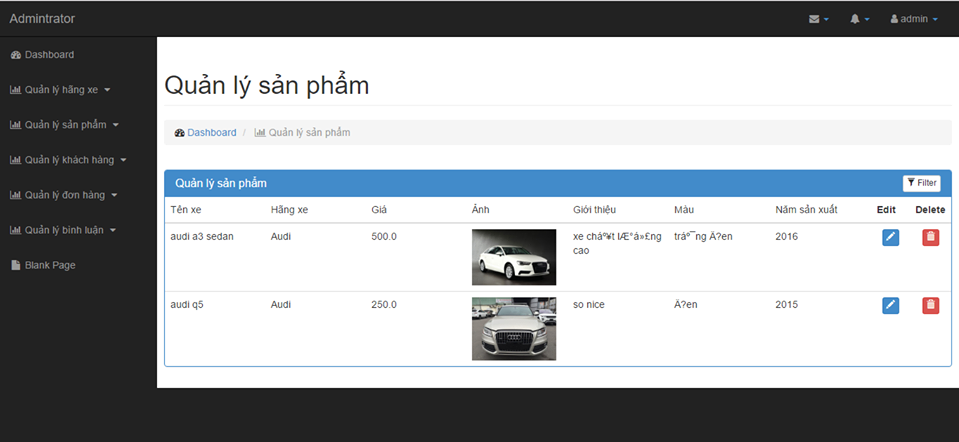 Admintrator
admin
Dashboard
Quản lý hãng xe
Quản lý sản phẩm
Quản lý khách hàng
Quản lý đơn hàng
Quản lý bình luận
Blank Page
Quản lý sản phẩm
Dashboard / Quản lý sản phẩm
Quản lý sản phẩm Filter
Tên xe Hãng xe Giá Ảnh Giới thiệu Màu Năm sản xuất Edit Delete
audi a3 sedan Audi 500.0 xe cháº¥t lÆ°á»£ng tráº¯ng Ä?en 2016
cao
audi q5 Audi 250.0 so nice Ä?en 2015